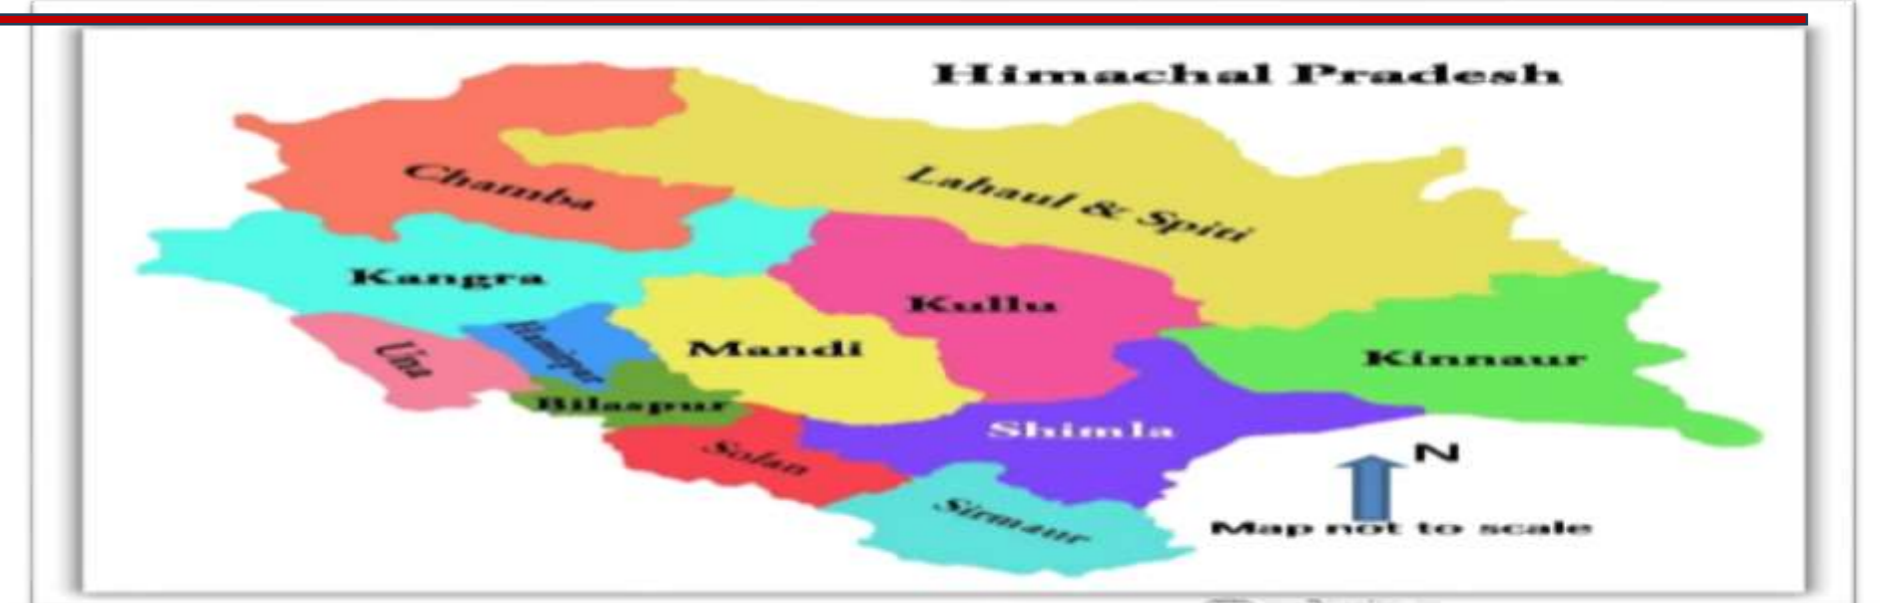 Himachal Pradesh
Chamba
Lahaul & Spiti
Kangra
Kullu
Hamirpur
Mandi
Una
Kinnaur
Bilaspur
Shimla
Solan
N
Sirmaur
Map not to scale